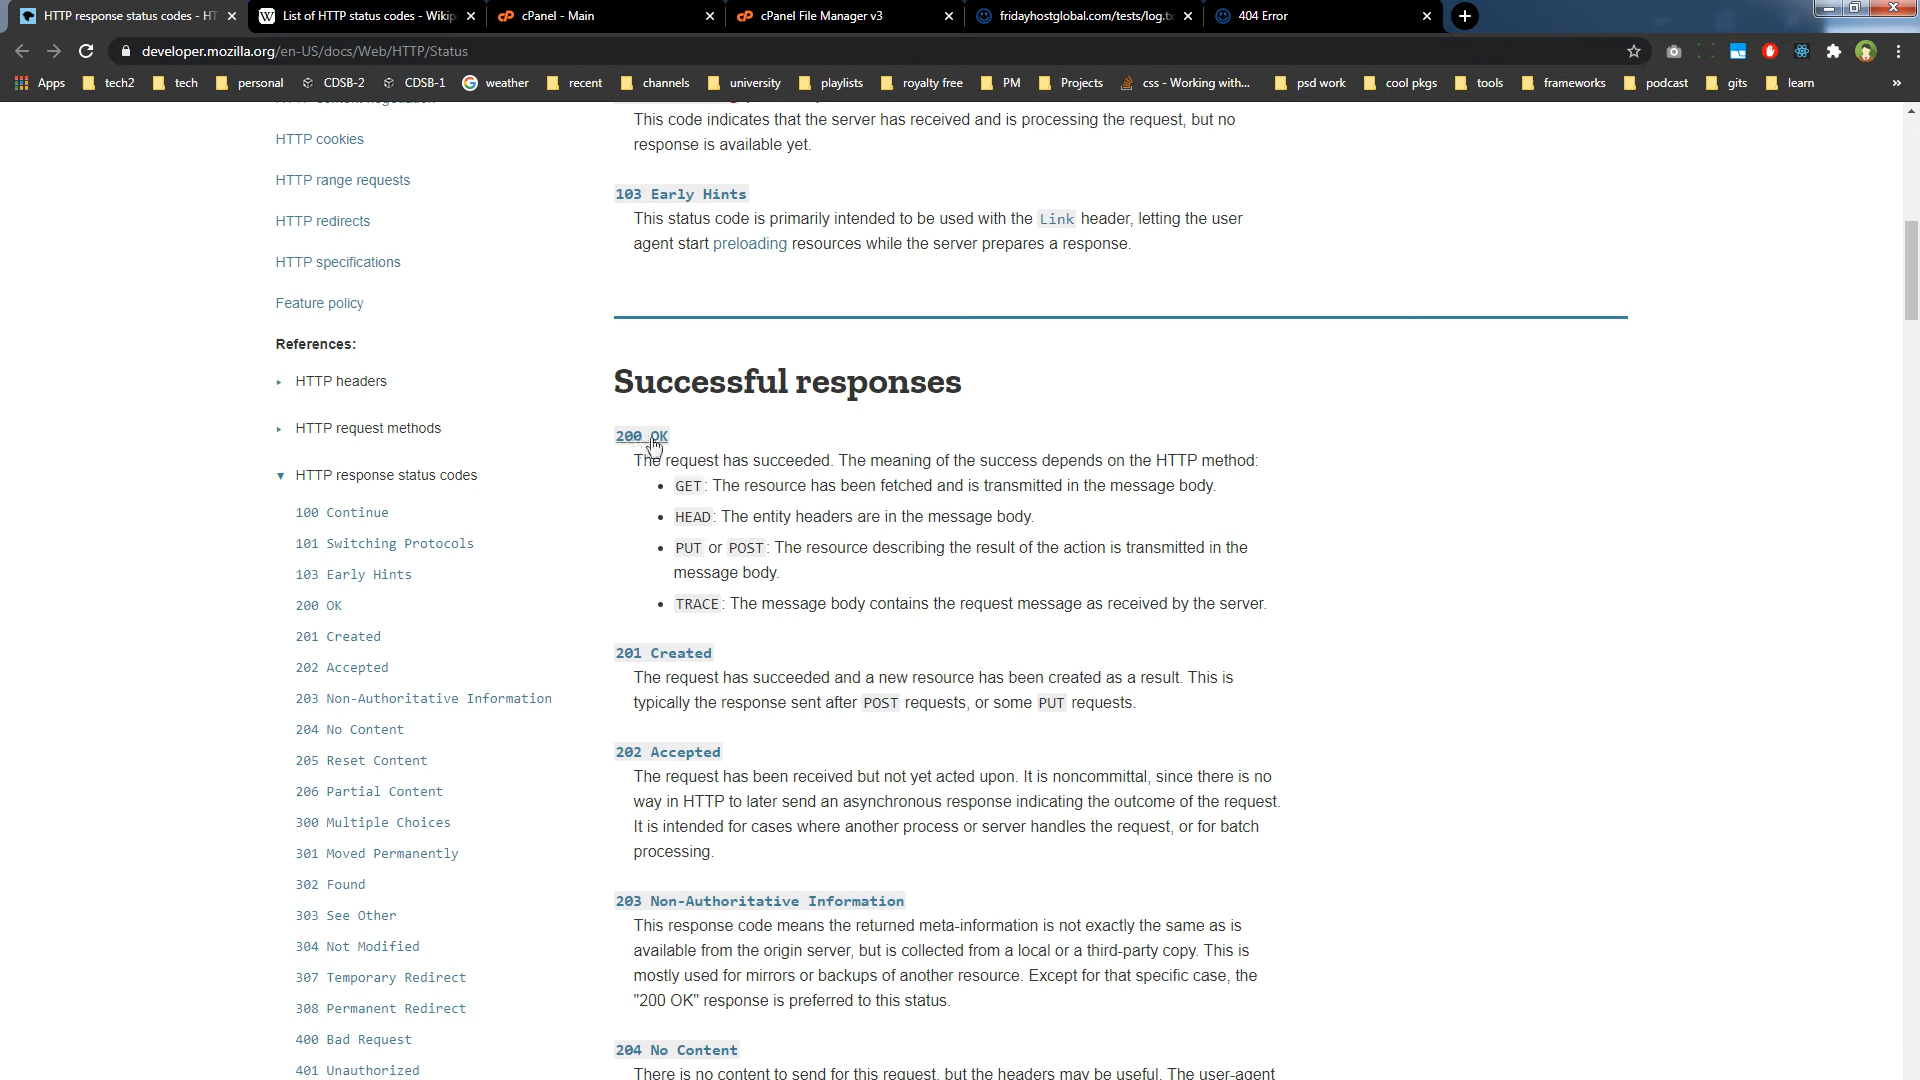 HTTP response status codes - HT
List of HTTP status codes - Wikip
cPanel - Main
cPanel File Manager v3
fridayhostglobal.com/tests/log.tx
404 Error
developer.mozilla.org/en-US/docs/Web/HTTP/Status
Apps tech2 tech personal CDSB-2 CDSB-1 weather recent channels university playlists royalty free PM Projects css - Working with... psd work cool pkgs tools frameworks podcast gits learn »
HTTP cookies
HTTP range requests
HTTP redirects
HTTP specifications
Feature policy
References:
HTTP headers
HTTP request methods
HTTP response status codes
100 Continue
101 Switching Protocols
103 Early Hints
200 OK
201 Created
202 Accepted
203 Non-Authoritative Information
204 No Content
205 Reset Content
206 Partial Content
300 Multiple Choices
301 Moved Permanently
302 Found
303 See Other
304 Not Modified
307 Temporary Redirect
308 Permanent Redirect
400 Bad Request
401 Unauthorized
This code indicates that the server has received and is processing the request, but no
response is available yet.
103 Early Hints
This status code is primarily intended to be used with the Link header, letting the user
agent start preloading resources while the server prepares a response.
Successful responses
200 OK
The request has succeeded. The meaning of the success depends on the HTTP method:
• GET: The resource has been fetched and is transmitted in the message body.
• HEAD: The entity headers are in the message body.
• PUT or POST: The resource describing the result of the action is transmitted in the
message body.
• TRACE: The message body contains the request message as received by the server.
201 Created
The request has succeeded and a new resource has been created as a result. This is
typically the response sent after POST requests, or some PUT requests.
202 Accepted
The request has been received but not yet acted upon. It is noncommittal, since there is no
way in HTTP to later send an asynchronous response indicating the outcome of the request.
It is intended for cases where another process or server handles the request, or for batch
processing.
203 Non-Authoritative Information
This response code means the returned meta-information is not exactly the same as is
available from the origin server, but is collected from a local or a third-party copy. This is
mostly used for mirrors or backups of another resource. Except for that specific case, the
"200 OK" response is preferred to this status.
204 No Content
There is no content to send for this request, but the headers may be useful. The user-agent